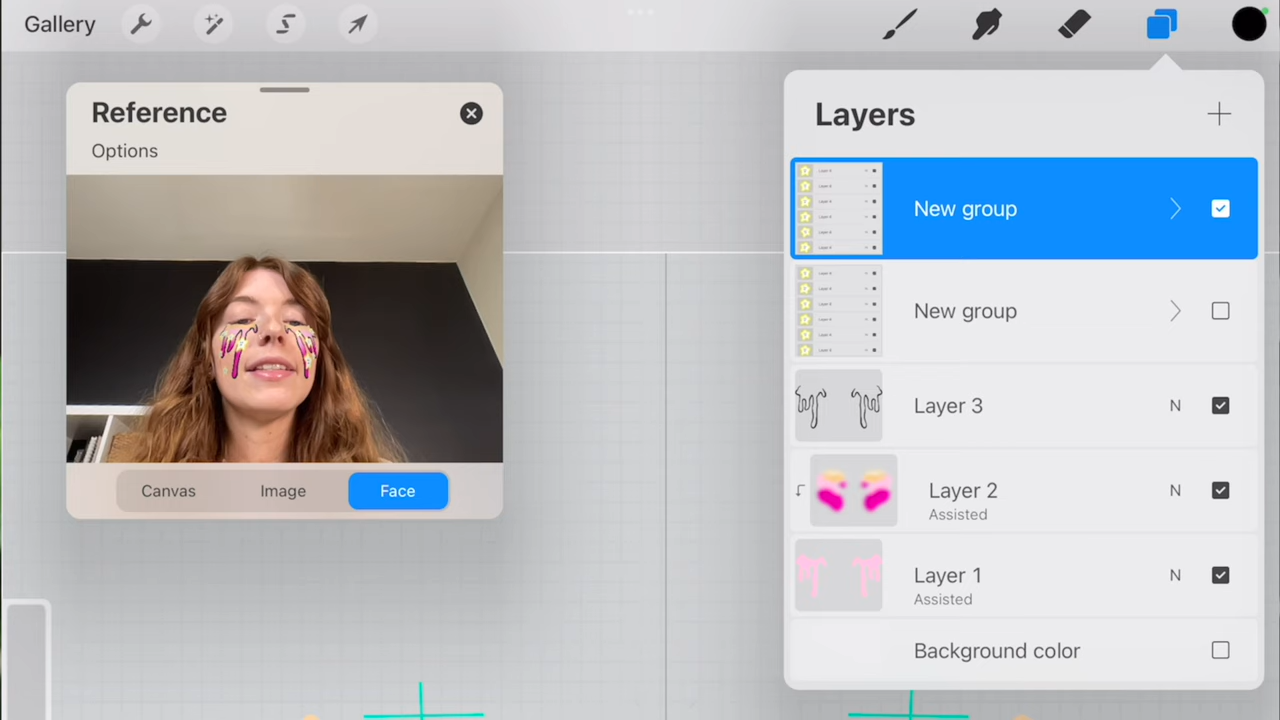 Gallery
Reference
Options
Canvas
Image
Face
Layers
New group
New group
Layer 3
N
Layer 2
N
Assisted
Layer 1
N
Assisted
Background color